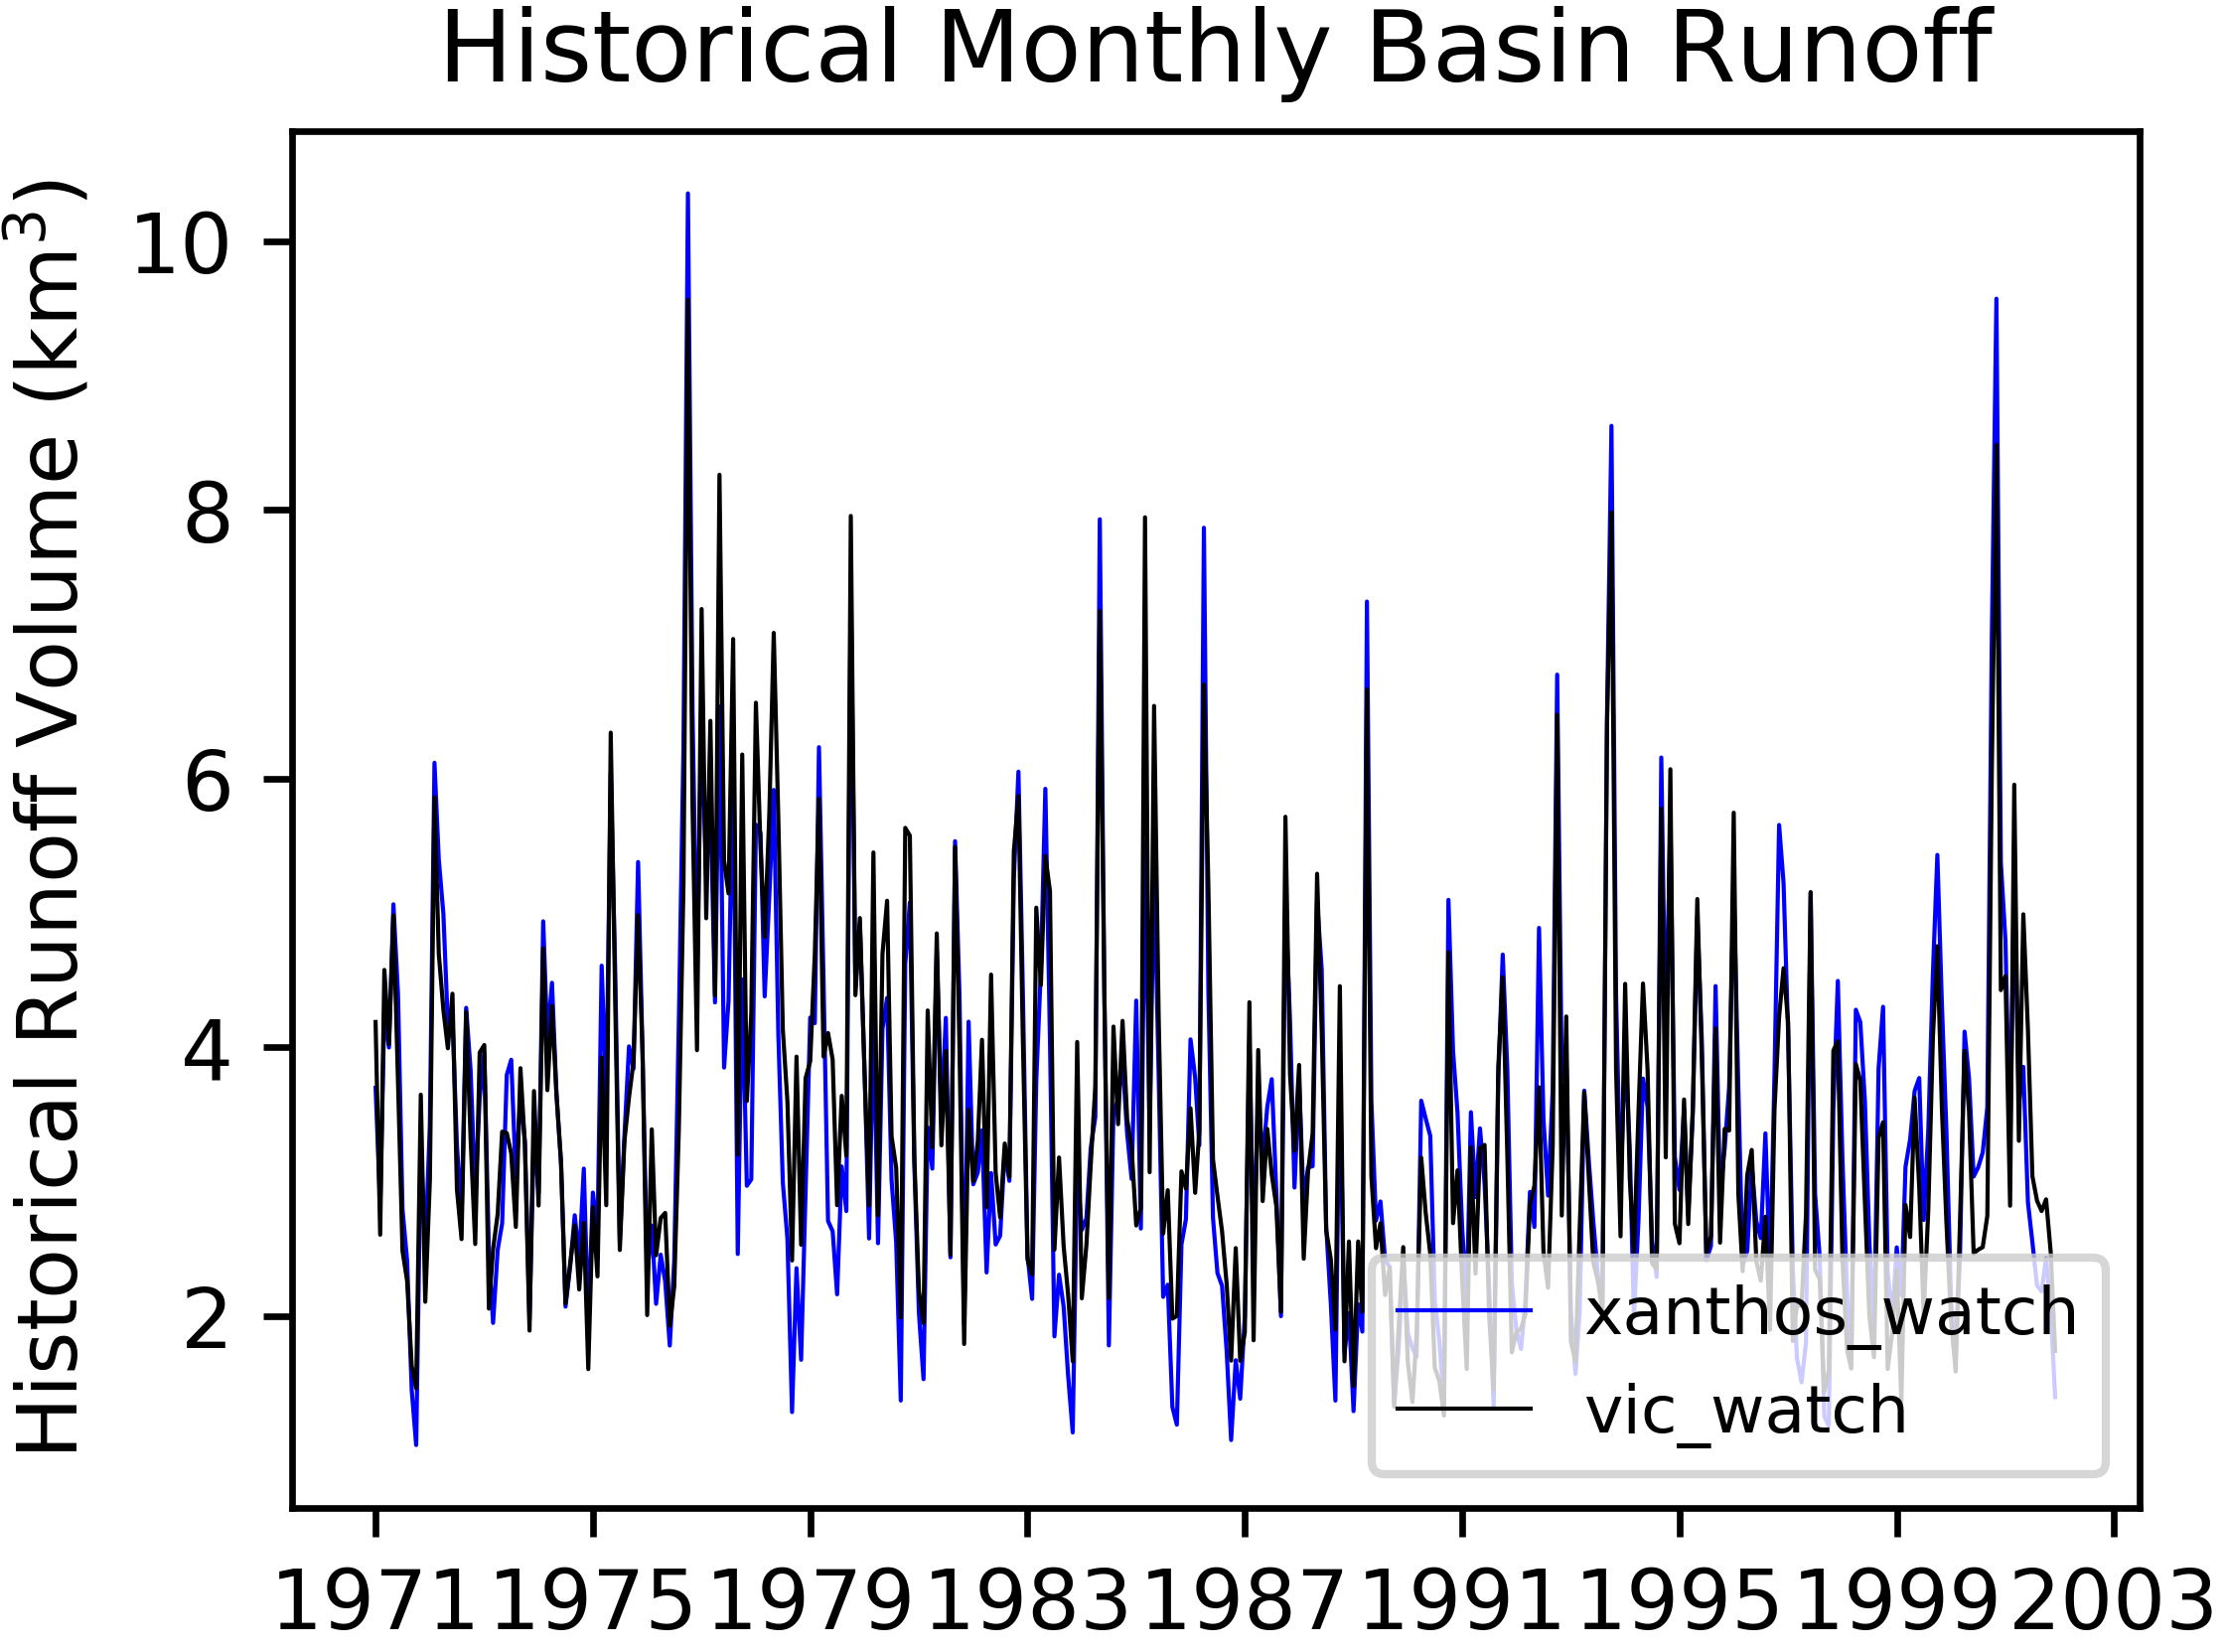 Historical Monthly Basin Runoff
Historical Runoff Volume (km³)
10
8
6
4
2
xanthos_watch
vic_watch
1971 1975 1979 1983 1987 1991 1995 1999 2003